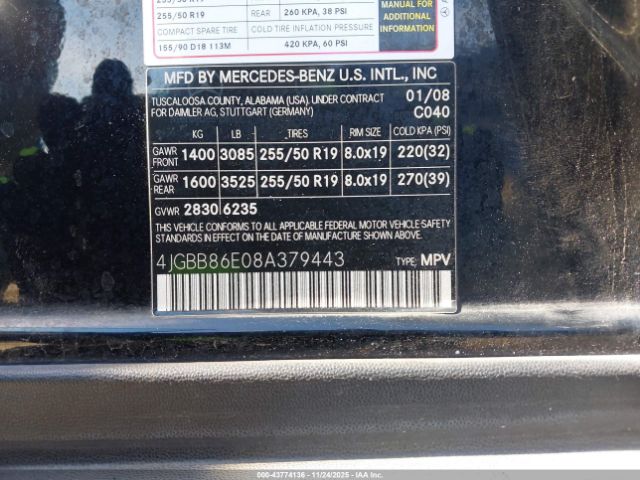 255/50 R19
255/50 R19 REAR 260 KPA, 38 PSI
COMPACT SPARE TIRE COLD TIRE INFLATION PRESSURE
155/90 D18 113M 420 KPA, 60 PSI
MANUAL FOR
ADDITIONAL
INFORMATION
MFD BY MERCEDES-BENZ U.S. INTL., INC
TUSCALOOSA COUNTY, ALABAMA (USA), UNDER CONTRACT 01/08
FOR DAIMLER AG, STUTTGART (GERMANY) C040
KG LB TIRES RIM SIZE COLD KPA (PSI)
GAWR FRONT 1400 3085 255/50 R19 8.0x19 220(32)
GAWR REAR 1600 3525 255/50 R19 8.0x19 270(39)
GVWR 2830 6235
THIS VEHICLE CONFORMS TO ALL APPLICABLE FEDERAL MOTOR VEHICLE-SAFETY
BUMPER, AND THEFT PREVENTION STANDARDS IN EFFECT ON THE DATE OF
MANUFACTURE SHOWN ABOVE.
4JGBB86E08A379443 TYPE: MPV
000-43774136 - 11/24/2025 - IAA Inc.